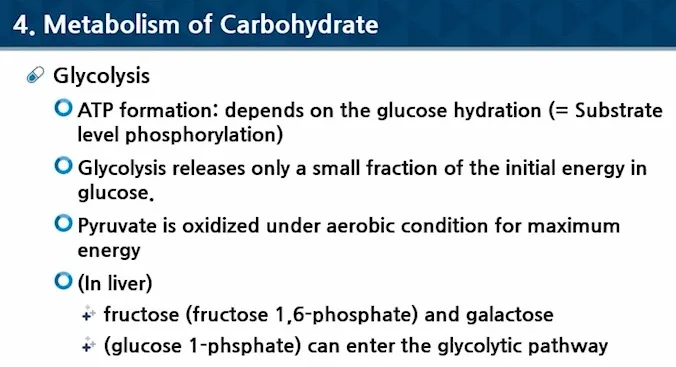 4. Metabolism of Carbohydrate
Glycolysis
ATP formation: depends on the glucose hydration (= Substrate
level phosphorylation)
Glycolysis releases only a small fraction of the initial energy in
glucose.
Pyruvate is oxidized under aerobic condition for maximum
energy
(In liver)
fructose (fructose 1,6-phosphate) and galactose
(glucose 1-phsphate) can enter the glycolytic pathway